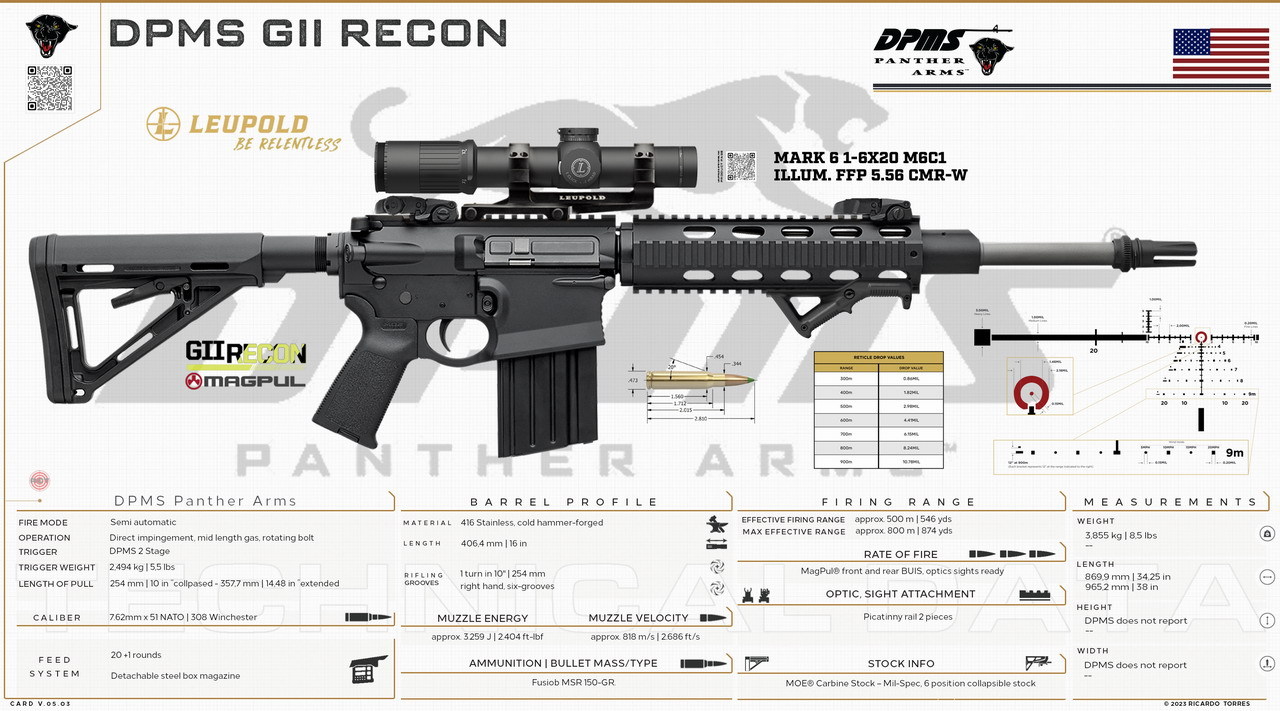 DPMS GII RECON
DPMS
PANTHER
ARMS™
LEUPOLD
BE RELENTLESS
MARK 6 1-6X20 M6C1
ILLUM. FFP 5.56 CMR-W
LEUPOLD
GII RECON
MAGPUL
PANTHER ARMS™
.454
.344
20°
.473
1.560
1.712
2.015
2.810
RETICLE DROP VALUES
RANGE DROP VALUE
300m 0.86MIL
400m 1.82MIL
500m 2.98MIL
600m 4.41MIL
700m 6.15MIL
800m 8.24MIL
900m 10.78MIL
20
4
5
6
7
8
9m
20 10 10 20
9m
DPMS Panther Arms
FIRE MODE Semi automatic
OPERATION Direct impingement, mid length gas, rotating bolt
TRIGGER DPMS 2 Stage
TRIGGER WEIGHT 2,494 kg | 5,5 lbs
LENGTH OF PULL 254 mm | 10 in ˝collpased - 357,7 mm | 14.48 in ˝extended
CALIBER 7.62mm x 51 NATO | 308 Winchester
FEED SYSTEM
20 +1 rounds
Detachable steel box magazine
BARREL PROFILE
MATERIAL 416 Stainless, cold hammer-forged
LENGTH 406,4 mm | 16 in
RIFLING GROOVES
1 turn in 10" | 254 mm
right hand, six-grooves
MUZZLE ENERGY MUZZLE VELOCITY
approx. 3.259 J | 2.404 ft-lbf approx. 818 m/s | 2.686 ft/s
AMMUNITION | BULLET MASS/TYPE
Fusiob MSR 150-GR.
FIRING RANGE
EFFECTIVE FIRING RANGE approx. 500 m | 546 yds
MAX EFFECTIVE RANGE approx. 800 m | 874 yds
RATE OF FIRE
MagPul® front and rear BUIS, optics sights ready
OPTIC, SIGHT ATTACHMENT
Picatinny rail 2 pieces
STOCK INFO
MOE® Carbine Stock – Mil-Spec, 6 position collapsible stock
MEASUREMENTS
WEIGHT
3,855 kg | 8,5 lbs
--
LENGTH
869,9 mm | 34,25 in
965,2 mm | 38 in
HEIGHT
DPMS does not report
--
WIDTH
DPMS does not report
--
TECHNICAL DATA
CARD V.05.03
© 2023 RICARDO TORRES